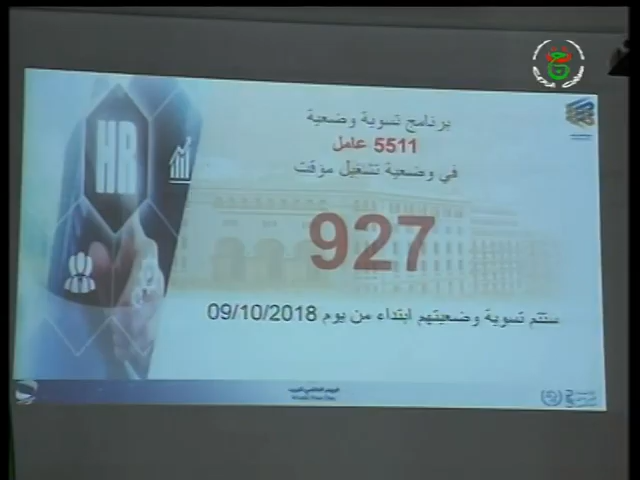 برنامج تسوية وضعية
5511 عامل
في وضعية تشغيل مؤقت
HR
927
ستتم تسوية وضعيتهم ابتداء من يوم 09/10/2018